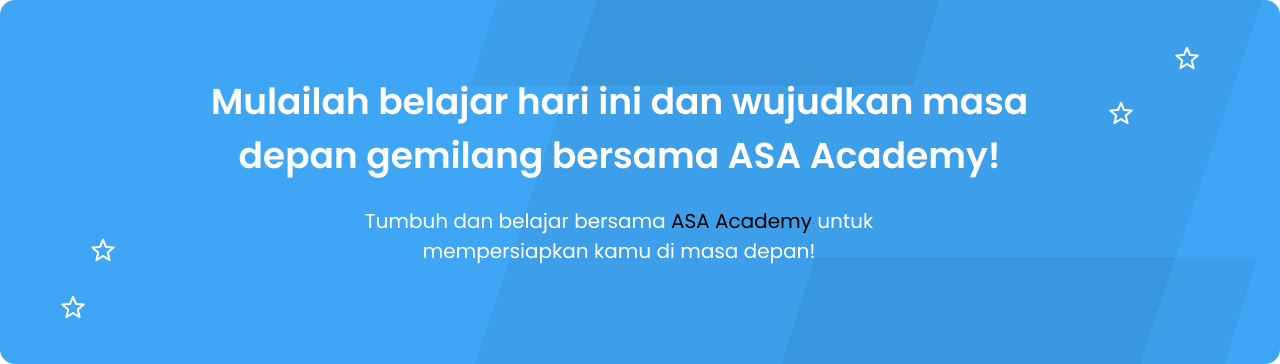 Mulailah belajar hari ini dan wujudkan masa
depan gemilang bersama ASA Academy!
Tumbuh dan belajar bersama ASA Academy untuk
mempersiapkan kamu di masa depan!